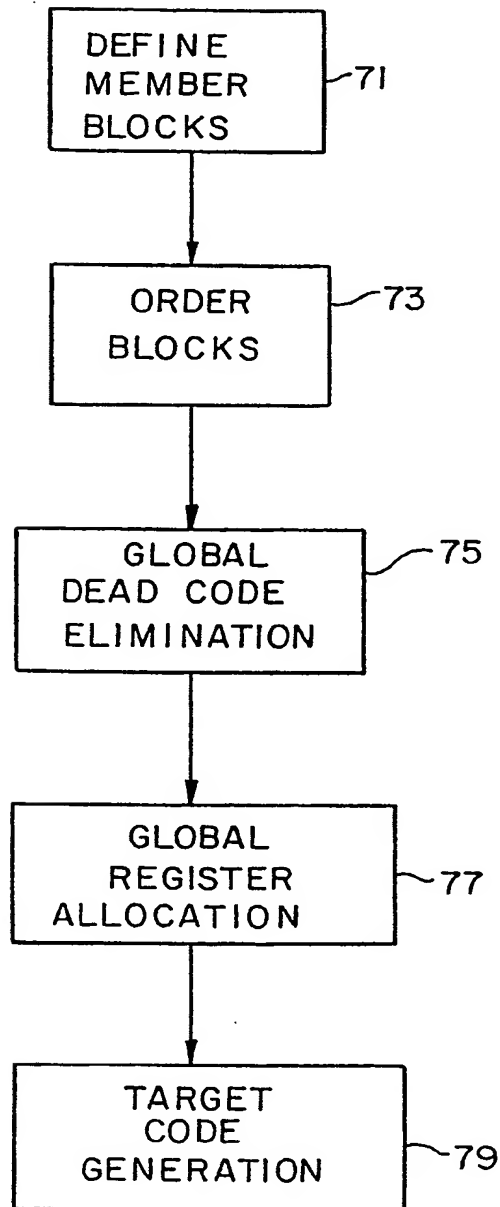 DEFINE
MEMBER
BLOCKS
71
ORDER
BLOCKS
73
GLOBAL
DEAD CODE
ELIMINATION
75
GLOBAL
REGISTER
ALLOCATION
77
TARGET
CODE
GENERATION
79